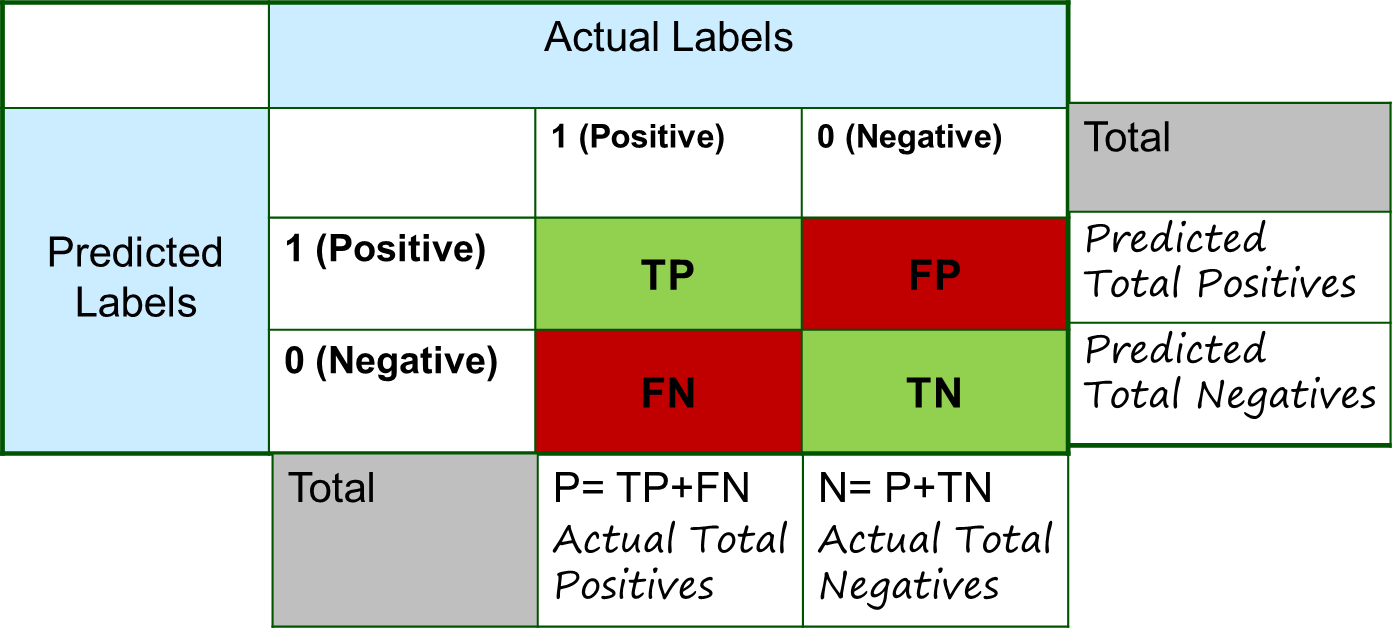 Actual Labels
1 (Positive)
0 (Negative)
Total
Predicted
Labels
1 (Positive)
TP
FP
Predicted
Total Positives
0 (Negative)
FN
TN
Predicted
Total Negatives
Total
P= TP+FN
Actual Total
Positives
N= P+TN
Actual Total
Negatives